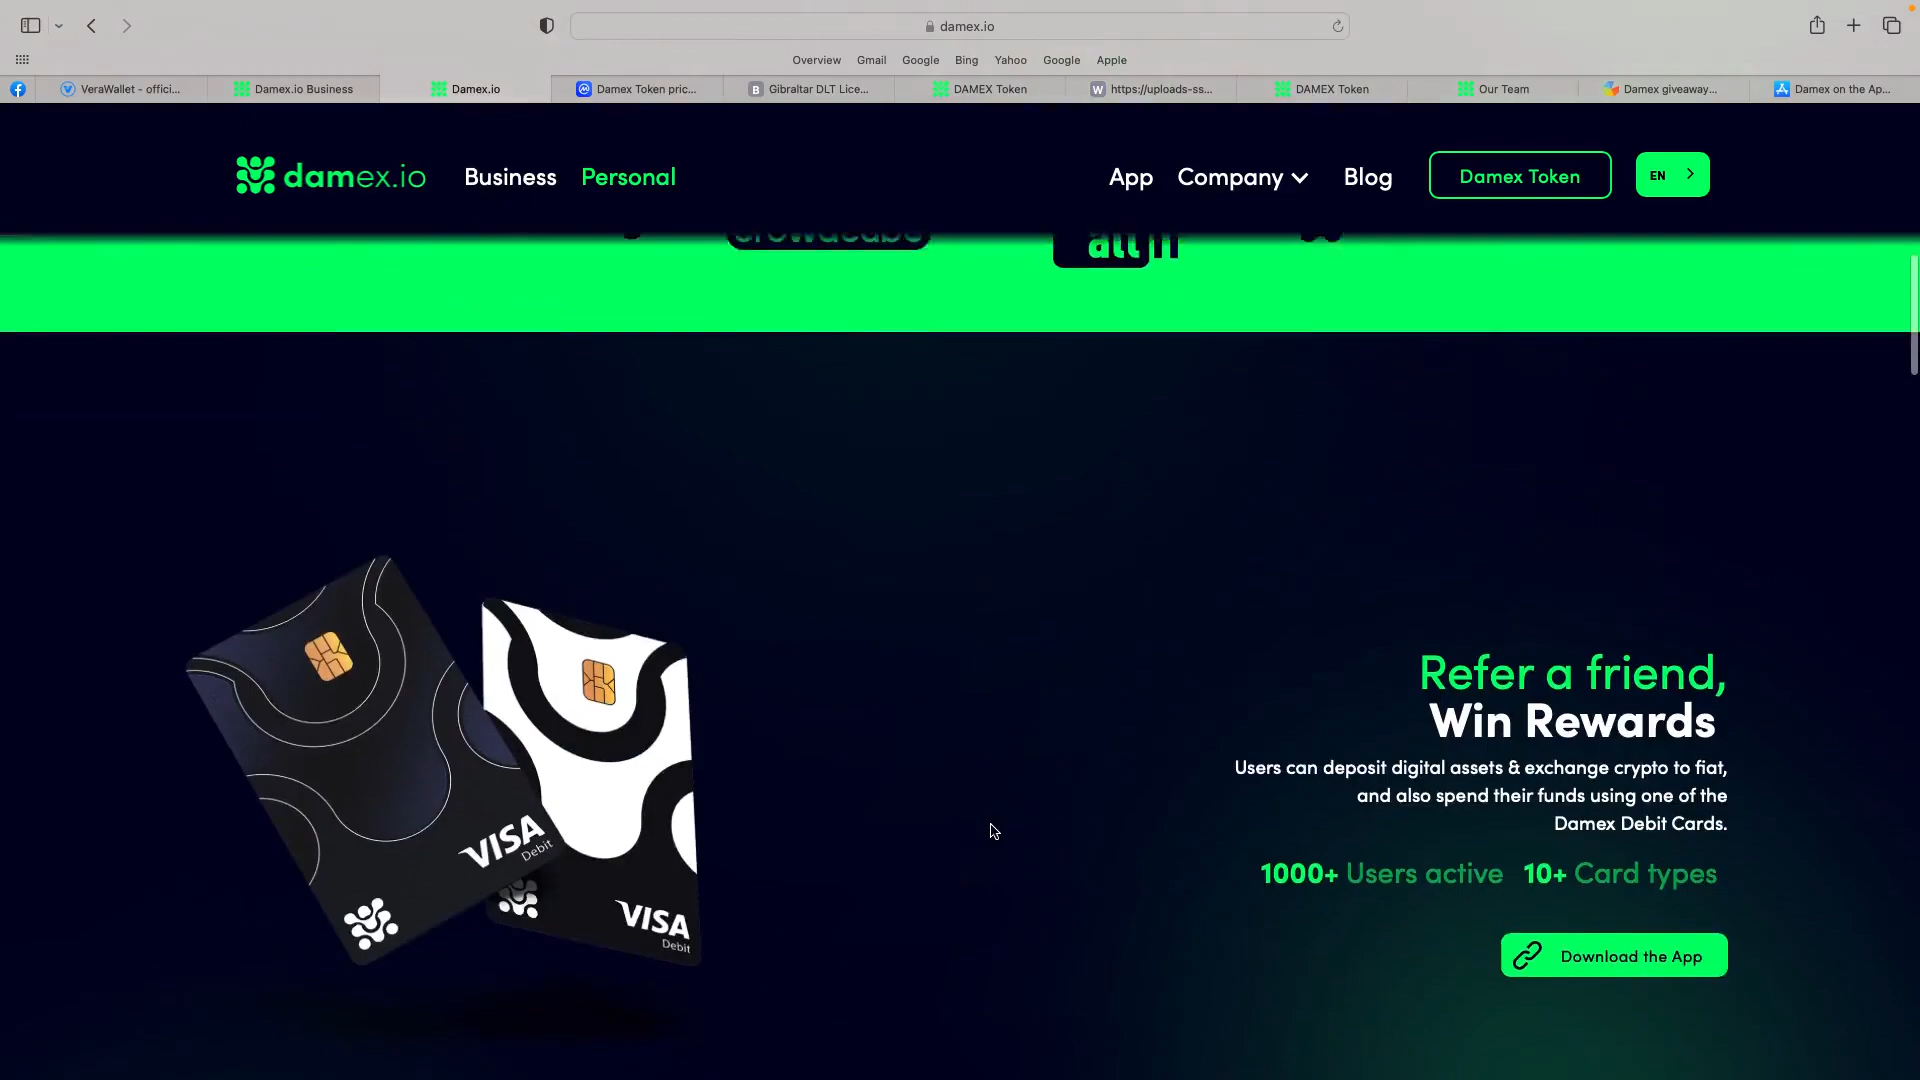 damex.io
Overview Gmail Google Bing Yahoo Google Apple
VeraWallet - offici...
Damex.io Business
Damex.io
Damex Token pric...
Gibraltar DLT Lice...
DAMEX Token
https://uploads-ss...
DAMEX Token
Our Team
Damex giveaway...
Damex on the Ap...
damex.io
Business
Personal
App
Company
Blog
Damex Token
EN
crowdcube
Refer a friend,
Win Rewards
Users can deposit digital assets & exchange crypto to fiat,
and also spend their funds using one of the
Damex Debit Cards.
1000+ Users active 10+ Card types
Download the App
VISA
Debit
VISA
Debit